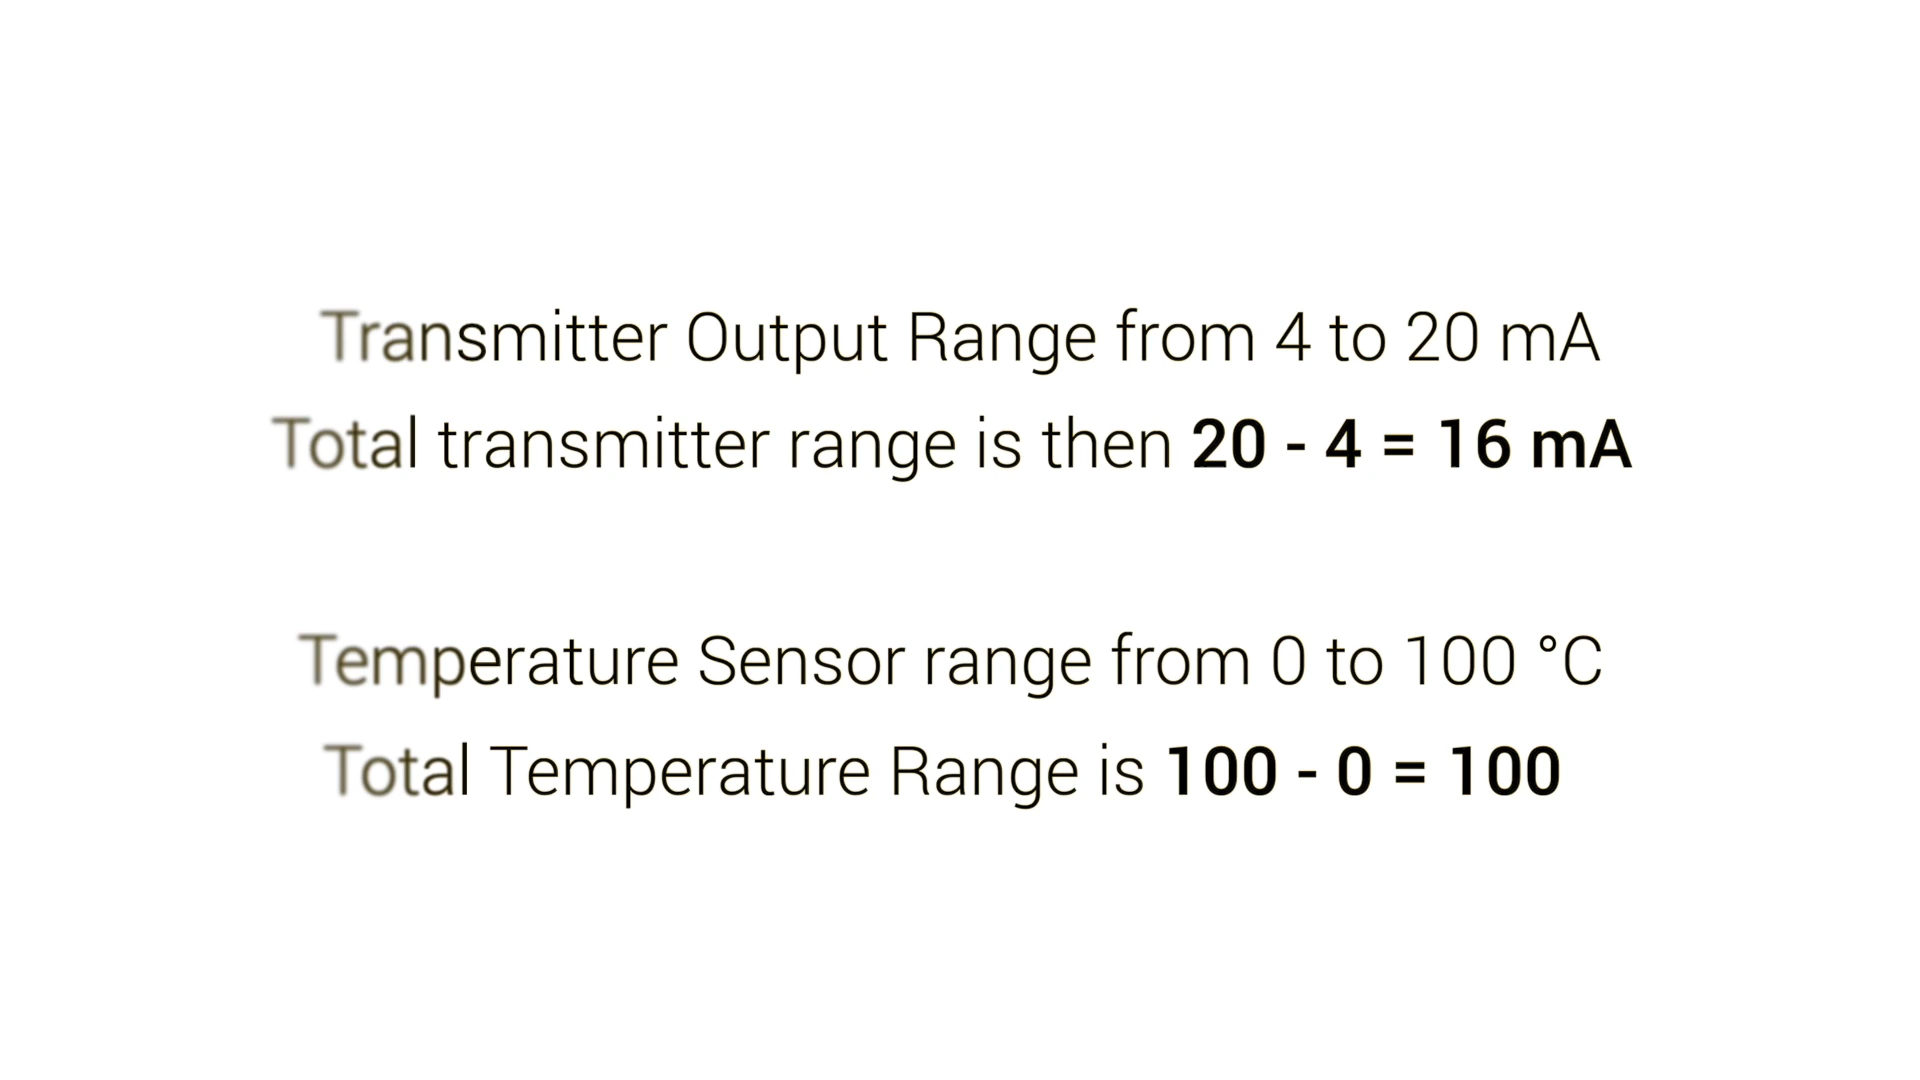 Transmitter Output Range from 4 to 20 mA
Total transmitter range is then 20 - 4 = 16 mA
Temperature Sensor range from 0 to 100 °C
Total Temperature Range is 100 - 0 = 100